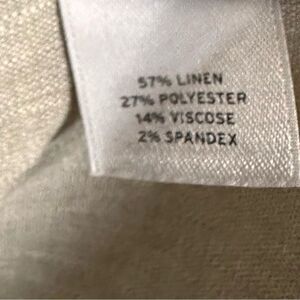 57% LINEN
27% POLYESTER
14% VISCOSE
2% SPANDEX